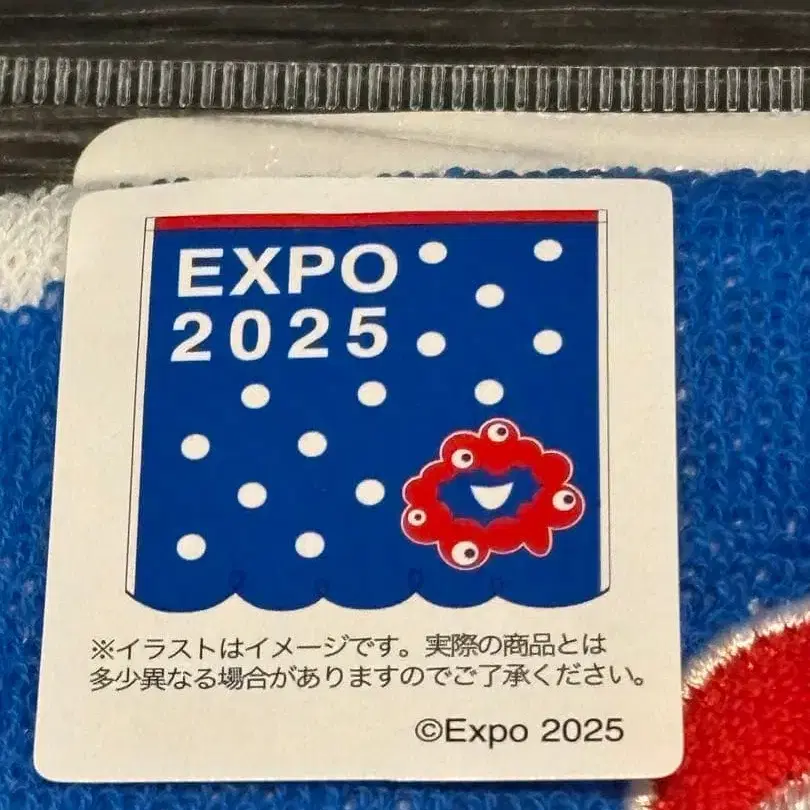 EXPO
2025
※イラストはイメージです。実際の商品とは
多少異なる場合がありますのでご了承ください。
©Expo 2025